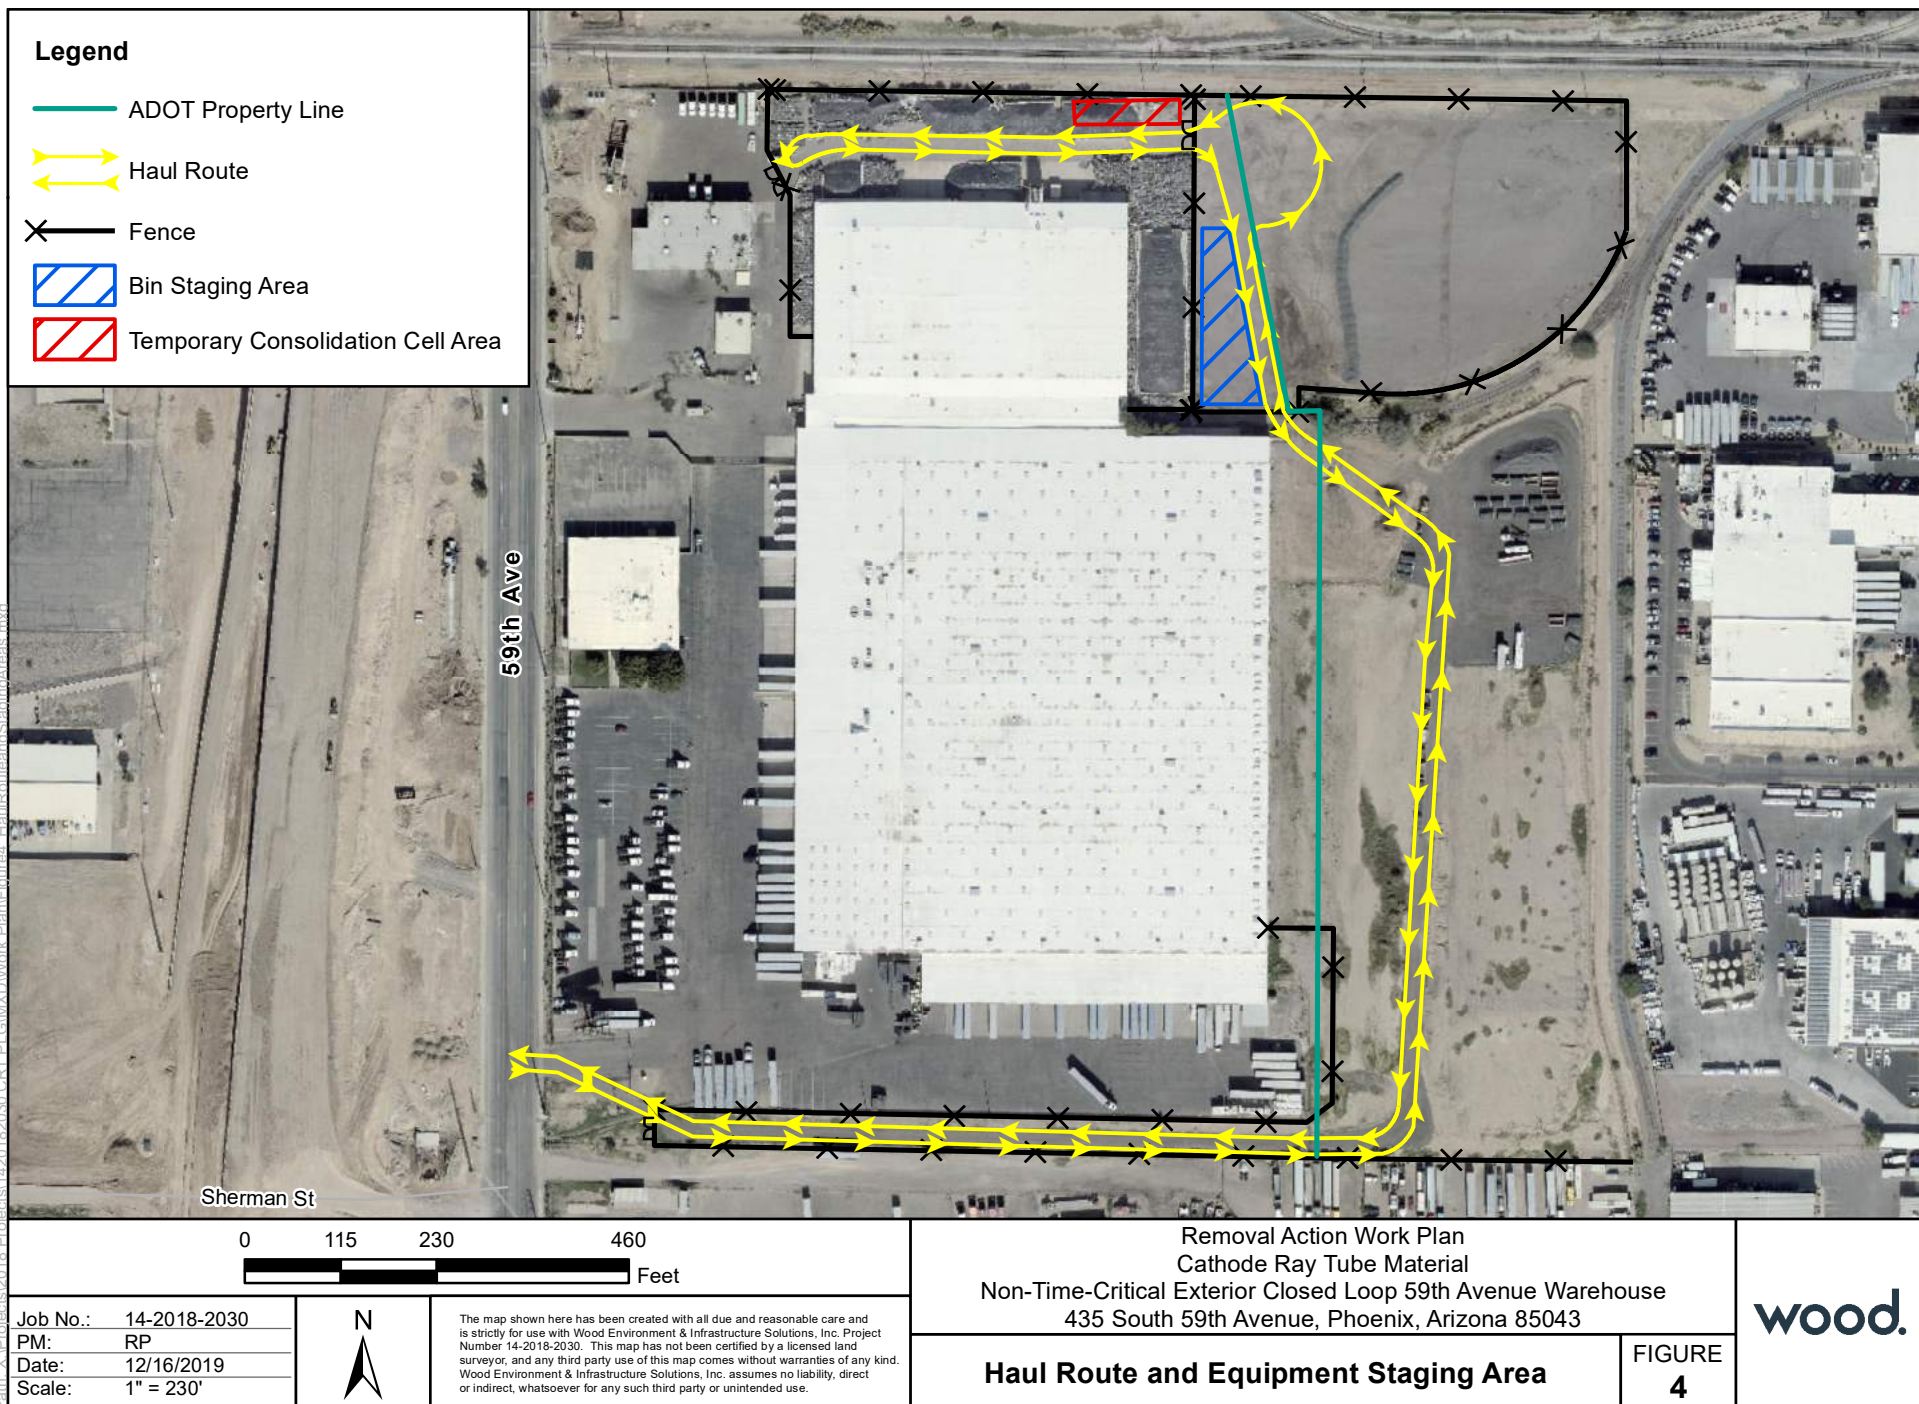 Legend
ADOT Property Line
Haul Route
Fence
Bin Staging Area
Temporary Consolidation Cell Area
59th Ave
Sherman St
0 115 230 460
Feet
Job No.: 14-2018-2030
PM: RP
Date: 12/16/2019
Scale: 1" = 230'
N
The map shown here has been created with all due and reasonable care and
is strictly for use with Wood Environment & Infrastructure Solutions, Inc. Project
Number 14-2018-2030. This map has not been certified by a licensed land
surveyor, and any third party use of this map comes without warranties of any kind.
Wood Environment & Infrastructure Solutions, Inc. assumes no liability, direct
or indirect, whatsoever for any such third party or unintended use.
Removal Action Work Plan
Cathode Ray Tube Material
Non-Time-Critical Exterior Closed Loop 59th Avenue Warehouse
435 South 59th Avenue, Phoenix, Arizona 85043
Haul Route and Equipment Staging Area
FIGURE
4
wood.